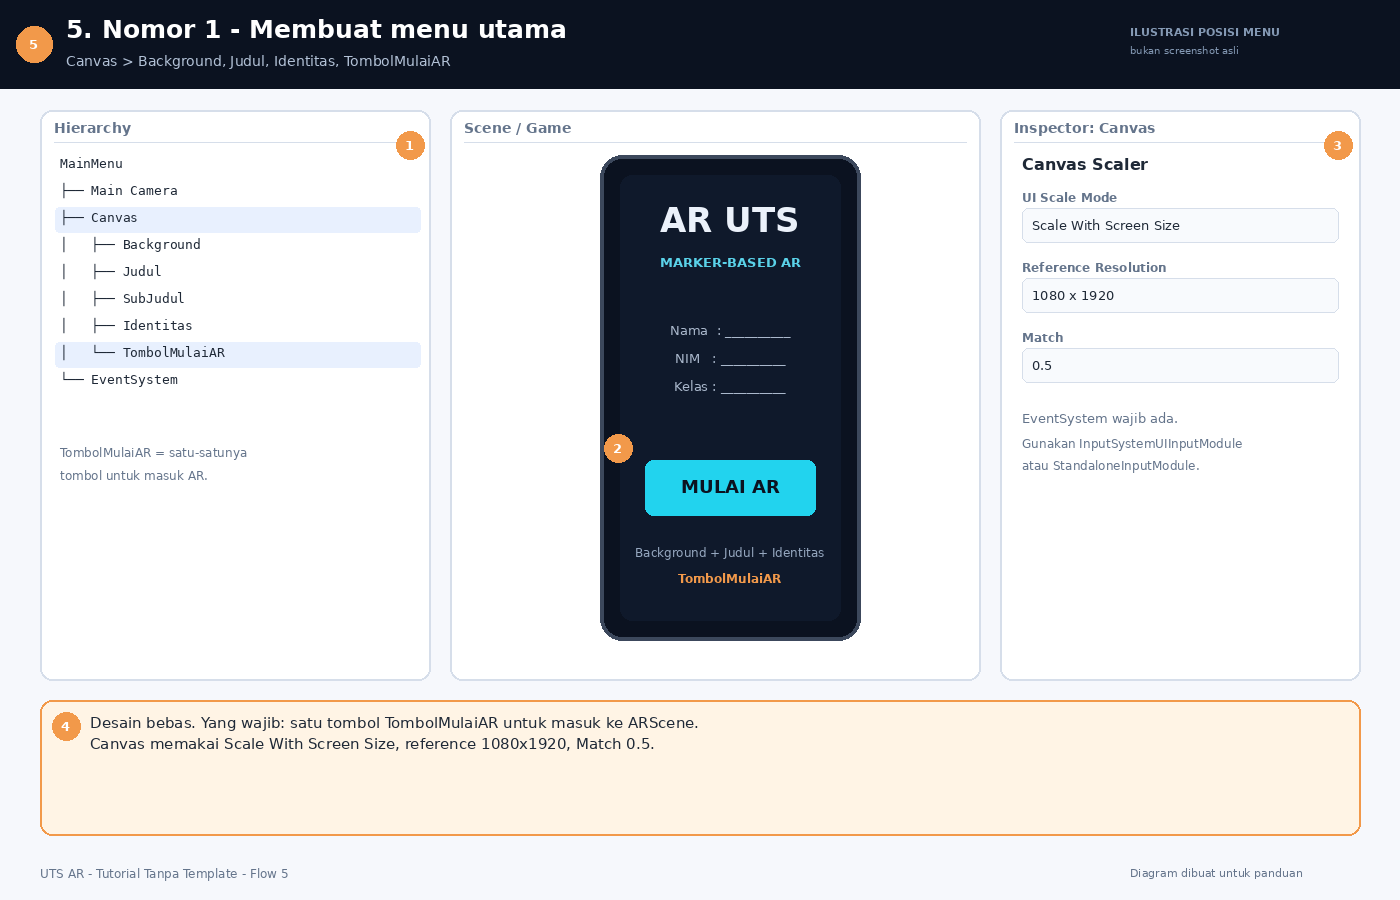 5
5. Nomor 1 - Membuat menu utama
Canvas > Background, Judul, Identitas, TombolMulaiAR
ILUSTRASI POSISI MENU
bukan screenshot asli
Hierarchy
1
MainMenu
├── Main Camera
├── Canvas
│   ├── Background
│   ├── Judul
│   ├── SubJudul
│   ├── Identitas
│   └── TombolMulaiAR
└── EventSystem
TombolMulaiAR = satu-satunya
tombol untuk masuk AR.
Scene / Game
AR UTS
MARKER-BASED AR
Nama : __________
NIM : __________
Kelas : __________
2
MULAI AR
Background + Judul + Identitas
TombolMulaiAR
Inspector: Canvas
3
Canvas Scaler
UI Scale Mode
Scale With Screen Size
Reference Resolution
1080 x 1920
Match
0.5
EventSystem wajib ada.
Gunakan InputSystemUIInputModule
atau StandaloneInputModule.
4
Desain bebas. Yang wajib: satu tombol TombolMulaiAR untuk masuk ke ARScene.
Canvas memakai Scale With Screen Size, reference 1080x1920, Match 0.5.
UTS AR - Tutorial Tanpa Template - Flow 5
Diagram dibuat untuk panduan